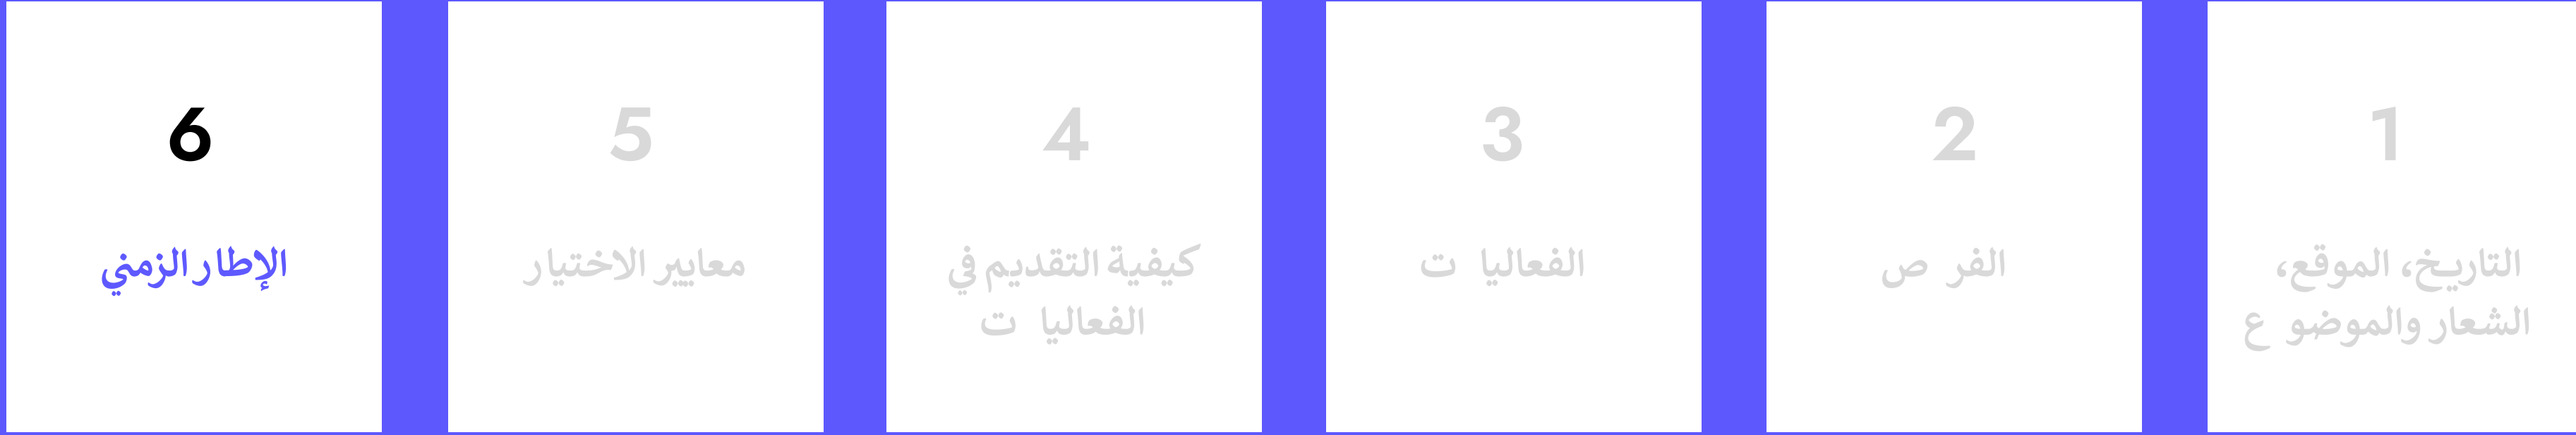 1
التاريخ، الموقع،
الشعار والموضو ع
2
الفر ص
3
الفعاليا ت
4
كيفية التقديم في
الفعاليا ت
5
معايير الاختيار
6
الإطار الزمني